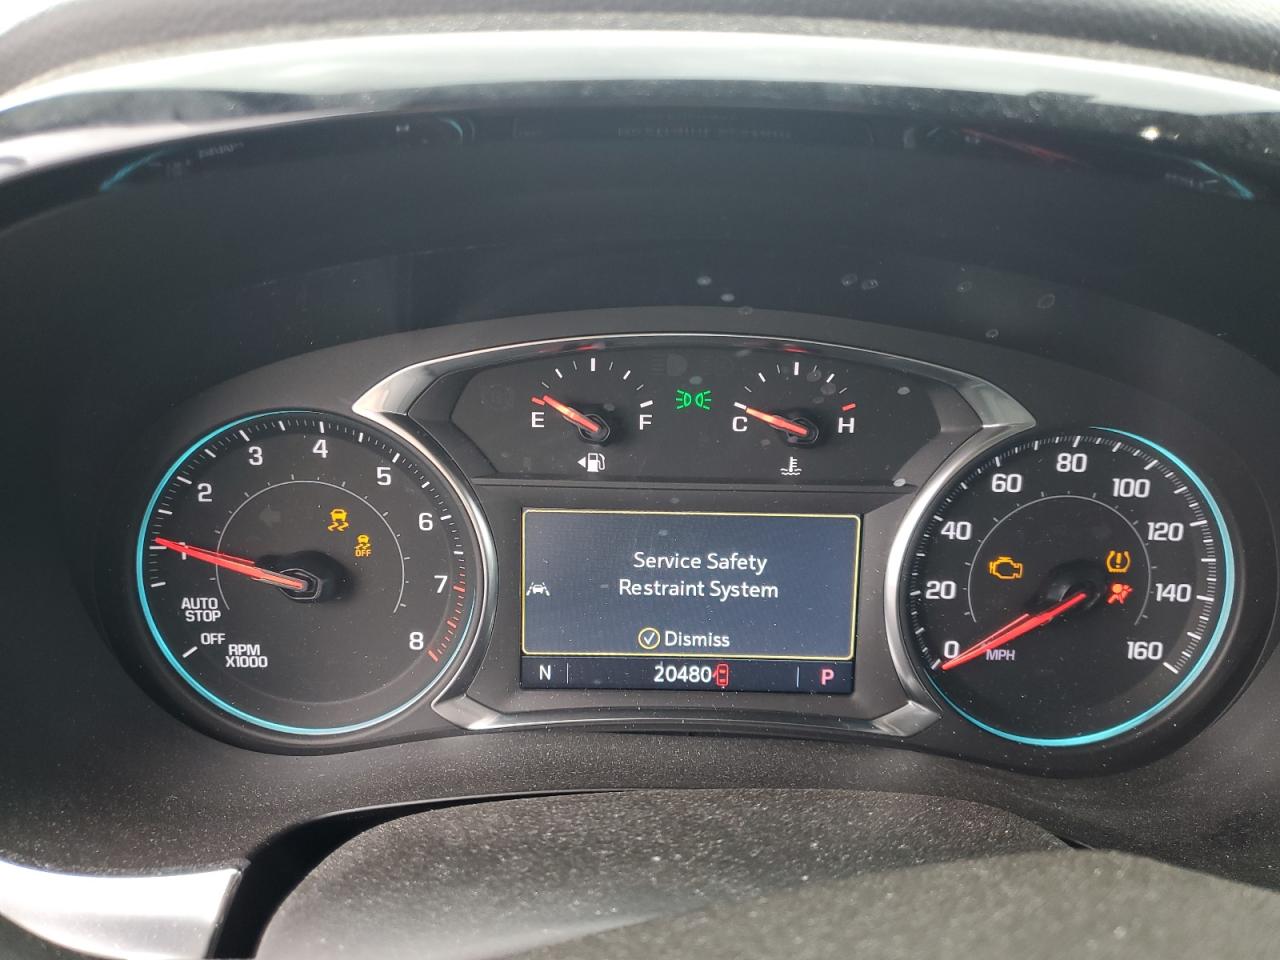 E
F
C
H
1
2
3
4
5
6
7
8
AUTO
STOP
OFF
RPM
X1000
OFF
Service Safety
Restraint System
Dismiss
N
20480
P
0
20
40
60
80
100
120
140
160
MPH